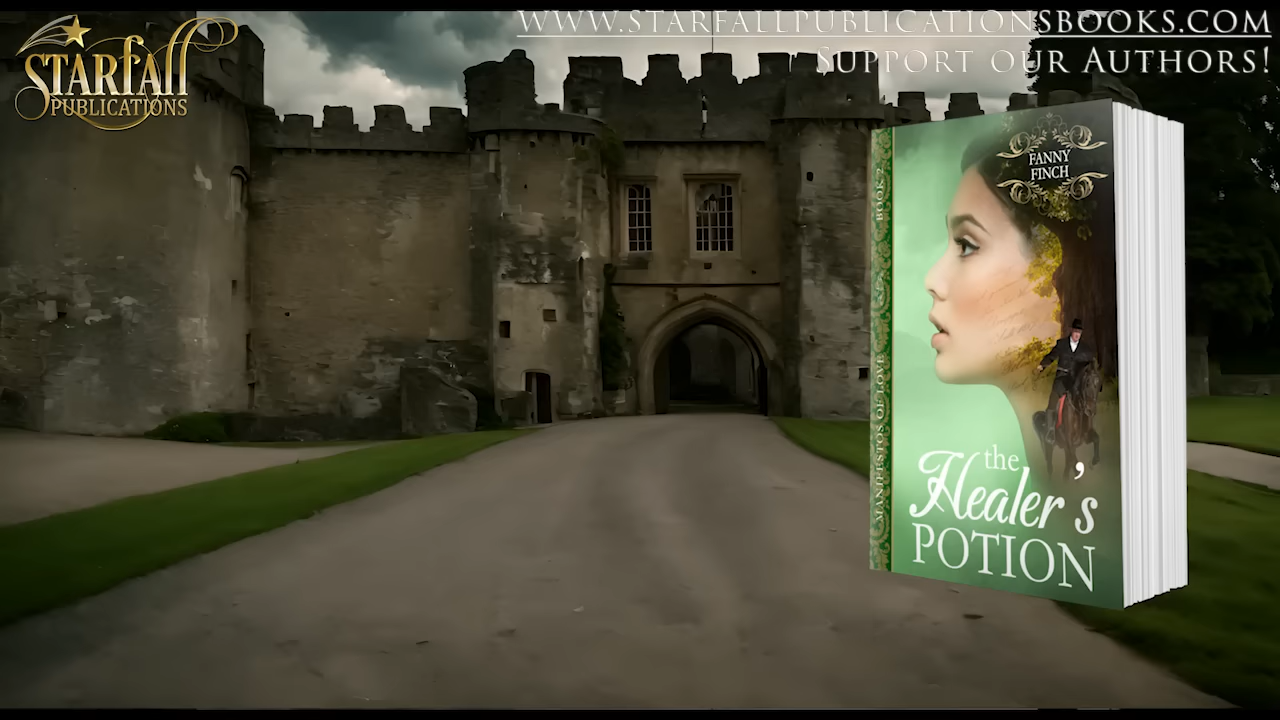 STARfall
PUBLICATIONS
WWW.STARFALLPUBLICATIONSBOOKS.COM
SUPPORT OUR AUTHORS!
BOOK 2
MANIFESTOS OF LOVE
FANNY
FINCH
the
Healer's
POTION